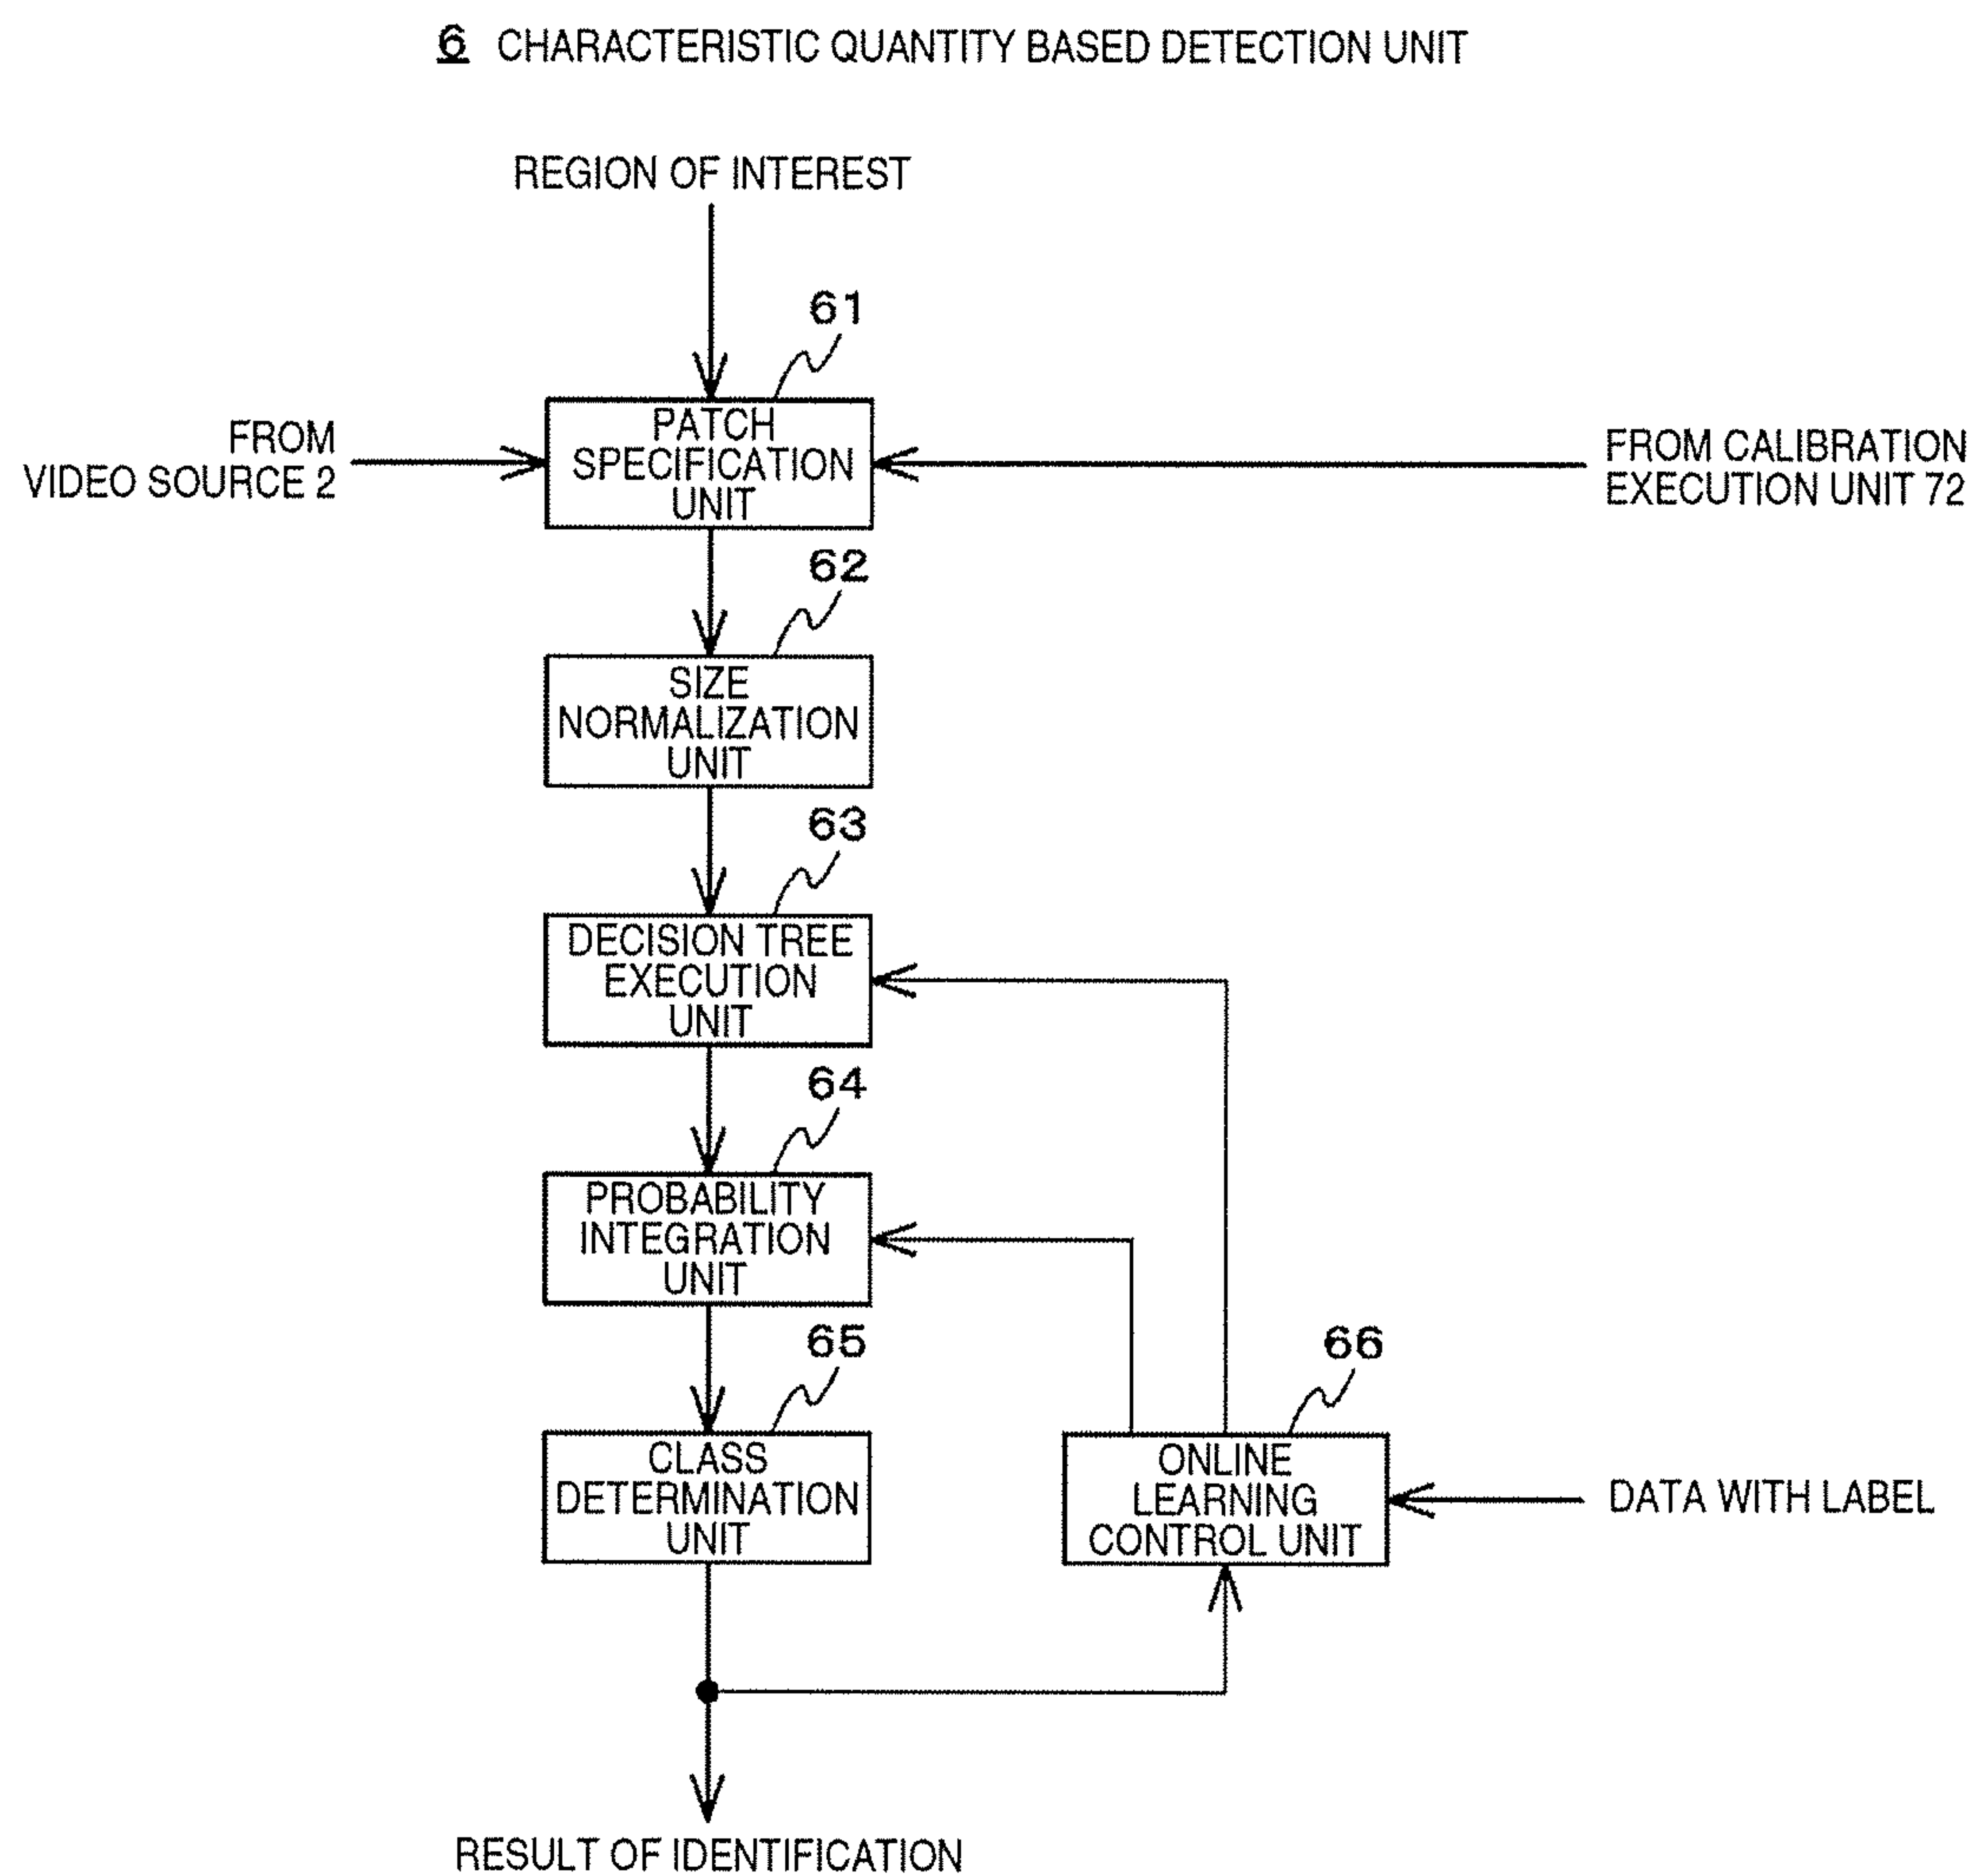 6 CHARACTERISTIC QUANTITY BASED DETECTION UNIT
REGION OF INTEREST
61
FROM
VIDEO SOURCE 2
PATCH
SPECIFICATION
UNIT
FROM CALIBRATION
EXECUTION UNIT 72
62
SIZE
NORMALIZATION
UNIT
63
DECISION TREE
EXECUTION
UNIT
64
PROBABILITY
INTEGRATION
UNIT
65
CLASS
DETERMINATION
UNIT
66
ONLINE
LEARNING
CONTROL UNIT
DATA WITH LABEL
RESULT OF IDENTIFICATION